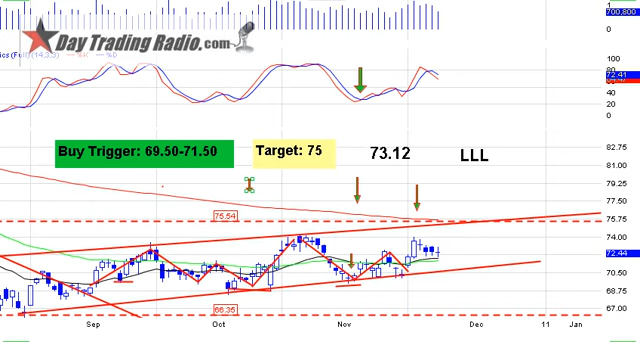 1
700,800
0
Day Trading Radio.com
100
80
72.41
40
20
0
Buy Trigger: 69.50-71.50
Target: 75
73.12
LLL
82.75
81.00
79.25
77.50
75.54
75.75
74.00
72.44
70.50
68.75
66.35
67.00
Sep
Oct
Nov
Dec
11
Jan